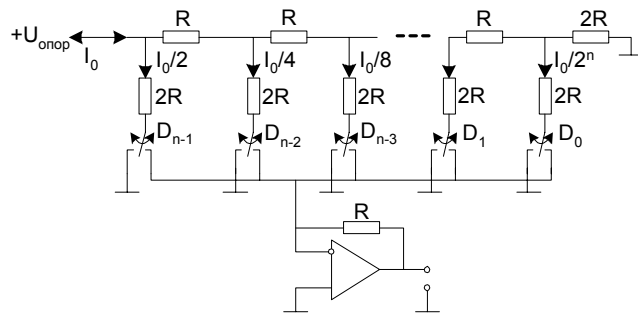 R R R 2R
+Uопор
I0 I0/2 I0/4 I0/8 I0/2ⁿ
2R 2R 2R 2R 2R
Dn-1 Dn-2 Dn-3 D1 D0
R